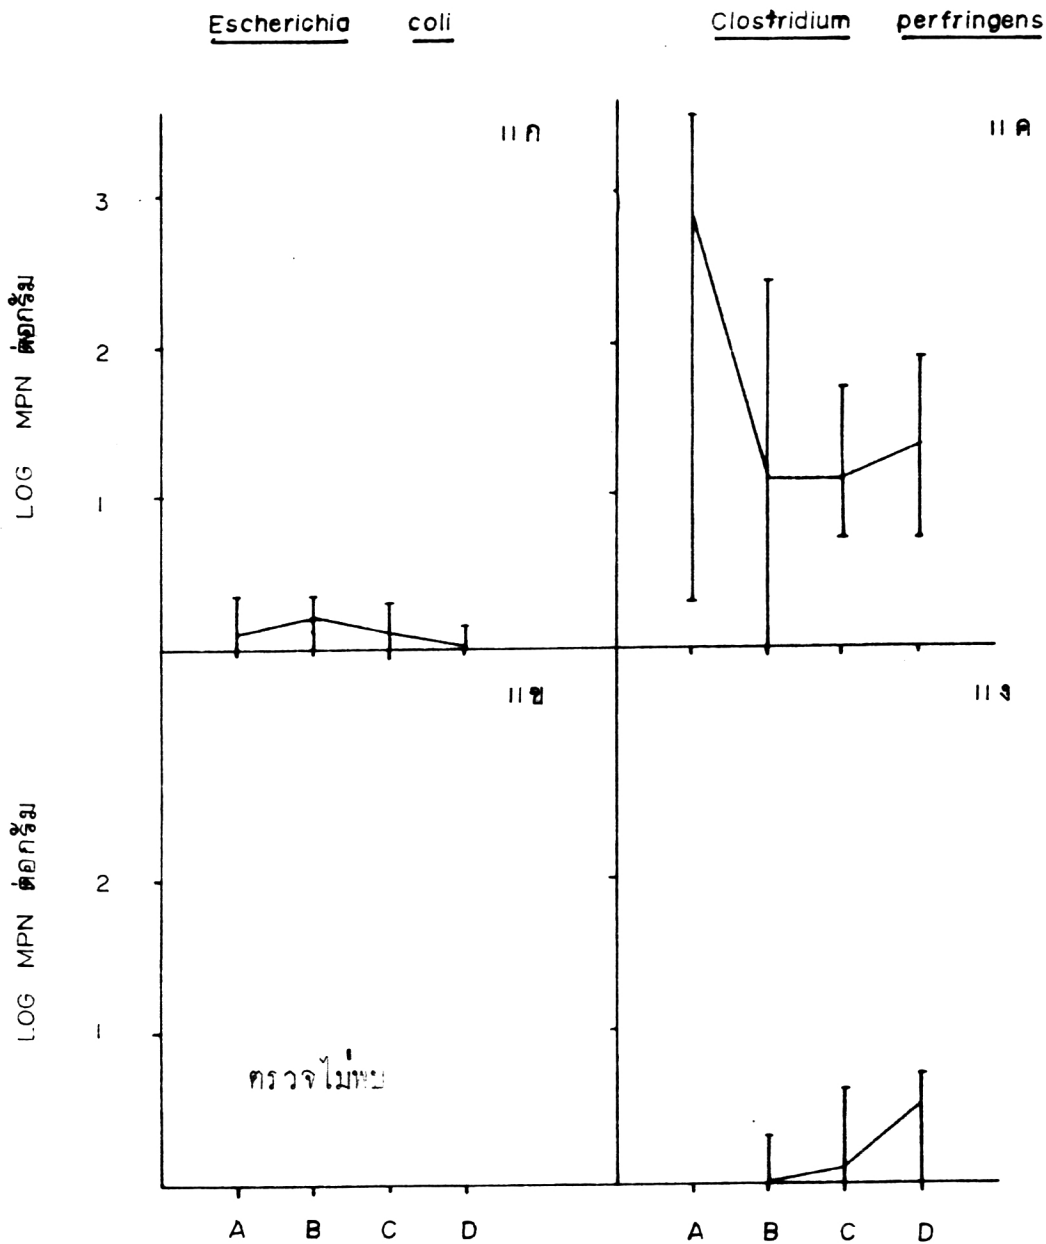 Escherichia coli Clostridium perfringens
11 ก 11 ค
3
2
1
LOG MPN ต่อกรัม
11 ข 11 ง
2
1
LOG MPN ต่อกรัม
ตรวจไม่พบ
A B C D A B C D